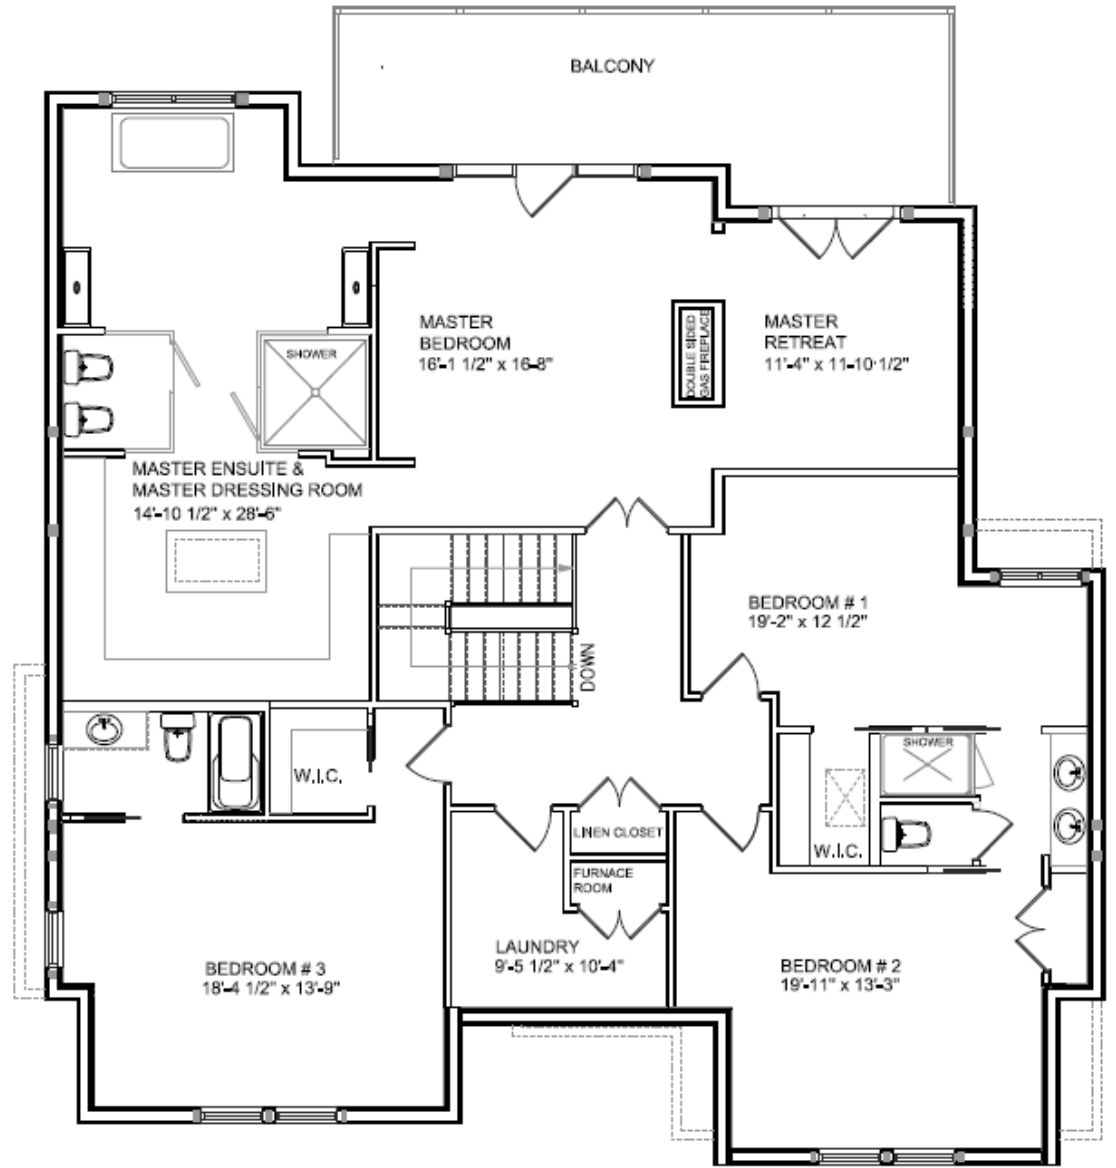 BALCONY
MASTER
BEDROOM
16'-1 1/2" x 16'-8"
DOUBLE SIDED
GAS FIREPLACE
MASTER
RETREAT
11'-4" x 11'-10 1/2"
SHOWER
MASTER ENSUITE &
MASTER DRESSING ROOM
14'-10 1/2" x 28'-6"
DOWN
BEDROOM # 1
19'-2" x 12 1/2"
W.I.C.
SHOWER
W.I.C.
LINEN CLOSET
FURNACE
ROOM
LAUNDRY
9'-5 1/2" x 10'-4"
BEDROOM # 3
18'-4 1/2" x 13'-9"
BEDROOM # 2
19'-11" x 13'-3"